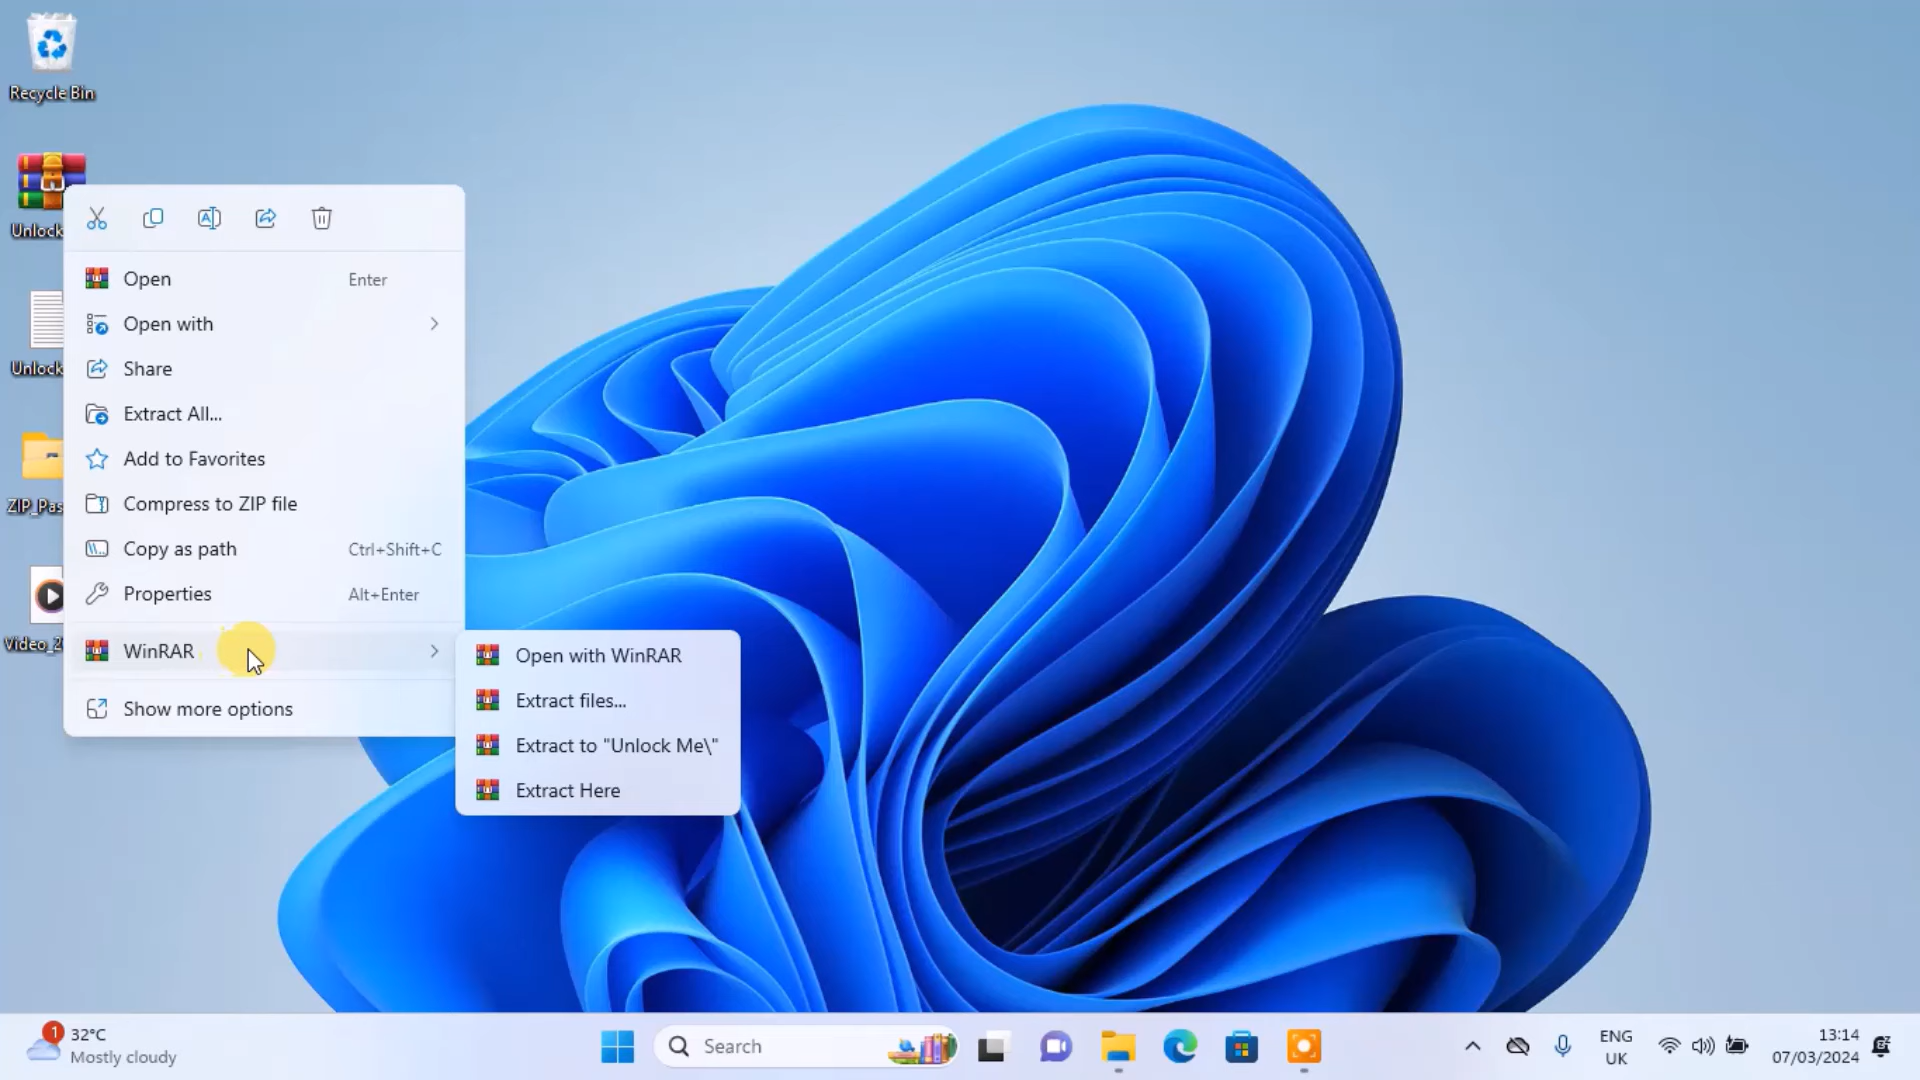 Recycle Bin
Unlock
Unlock
ZIP_Pas
Video_2
Open Enter
Open with
Share
Extract All...
Add to Favorites
Compress to ZIP file
Copy as path Ctrl+Shift+C
Properties Alt+Enter
WinRAR
Show more options
Open with WinRAR
Extract files...
Extract to "Unlock Me\"
Extract Here
1
32°C
Mostly cloudy
Search
ENG
UK
13:14
07/03/2024